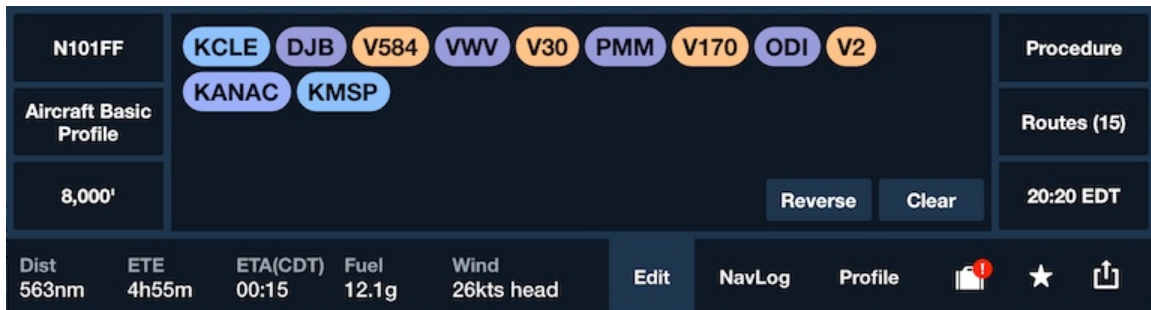 N101FF
Aircraft Basic
Profile
8,000'
KCLE DJB V584 VWV V30 PMM V170 ODI V2
KANAC KMSP
Reverse Clear
Procedure
Routes (15)
20:20 EDT
Dist ETE ETA(CDT) Fuel Wind
563nm 4h55m 00:15 12.1g 26kts head
Edit NavLog Profile !